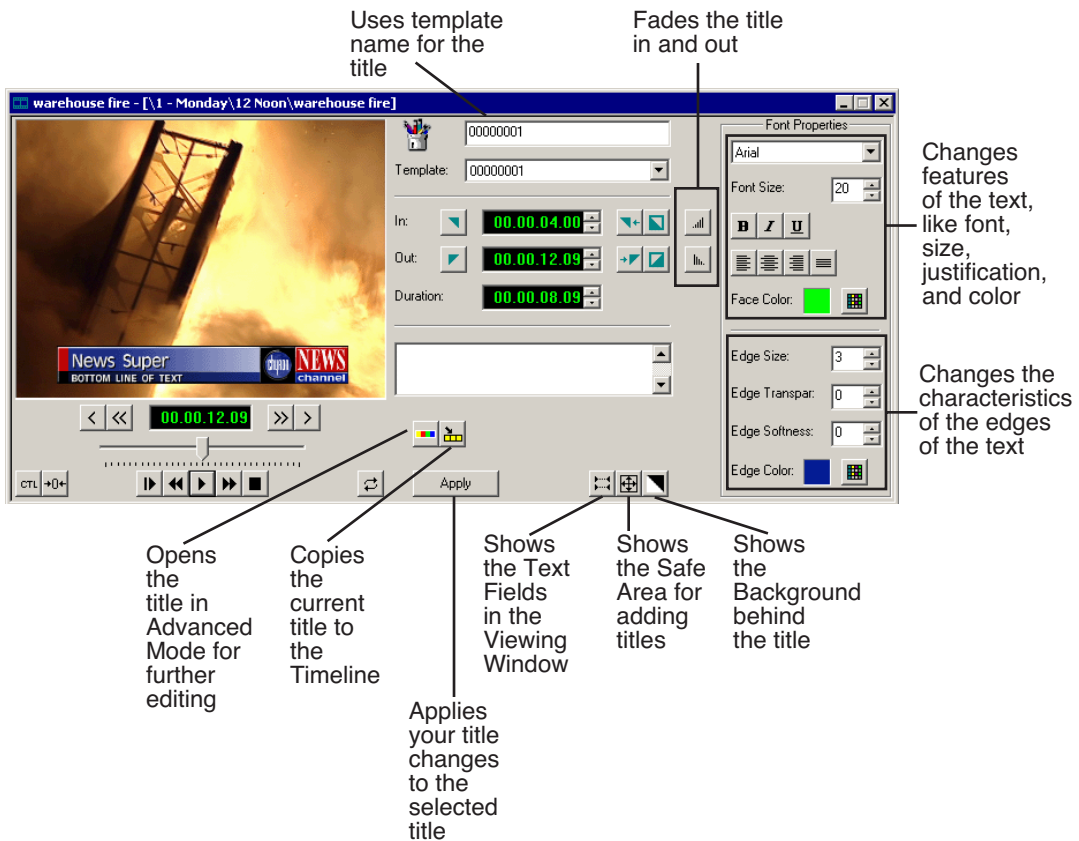 Uses template
name for the
title
Fades the title
in and out
warehouse fire - [\1 - Monday\12 Noon\warehouse fire]
00000001
Template:
00000001
In:
00.00.04.00
Out:
00.00.12.09
Duration:
00.00.08.09
Font Properties
Arial
Font Size:
20
B I U
Face Color:
Edge Size:
3
Edge Transpar:
0
Edge Softness:
0
Edge Color:
Changes
features
of the text,
like font,
size,
justification,
and color
Changes the
characteristics
of the edges
of the text
News Super
BOTTOM LINE OF TEXT
NEWS
channel
00.00.12.09
CTL
→0←
Apply
Opens
the
title in
Advanced
Mode for
further
editing
Copies
the
current
title to
the
Timeline
Applies
your title
changes
to the
selected
title
Shows
the Text
Fields
in the
Viewing
Window
Shows
the Safe
Area for
adding
titles
Shows
the
Background
behind
the title